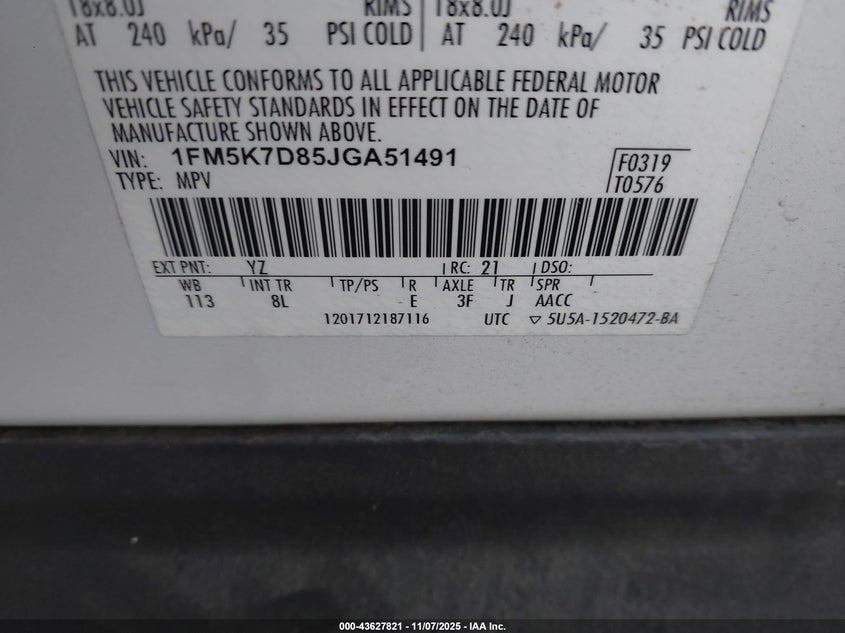 18x8.0J RIMS 18x8.0J RIMS
AT 240 kPa/ 35 PSI COLD AT 240 kPa/ 35 PSI COLD
THIS VEHICLE CONFORMS TO ALL APPLICABLE FEDERAL MOTOR
VEHICLE SAFETY STANDARDS IN EFFECT ON THE DATE OF
MANUFACTURE SHOWN ABOVE.
VIN: 1FM5K7D85JGA51491
F0319
TYPE: MPV
T0576
EXT PNT: YZ RC: 21 DSO:
WB INT TR TP/PS R AXLE TR SPR
113 8L E 3F J AACC
1201712187116 UTC ▽ 5U5A-1520472-BA
000-43627821 - 11/07/2025 - IAA Inc.